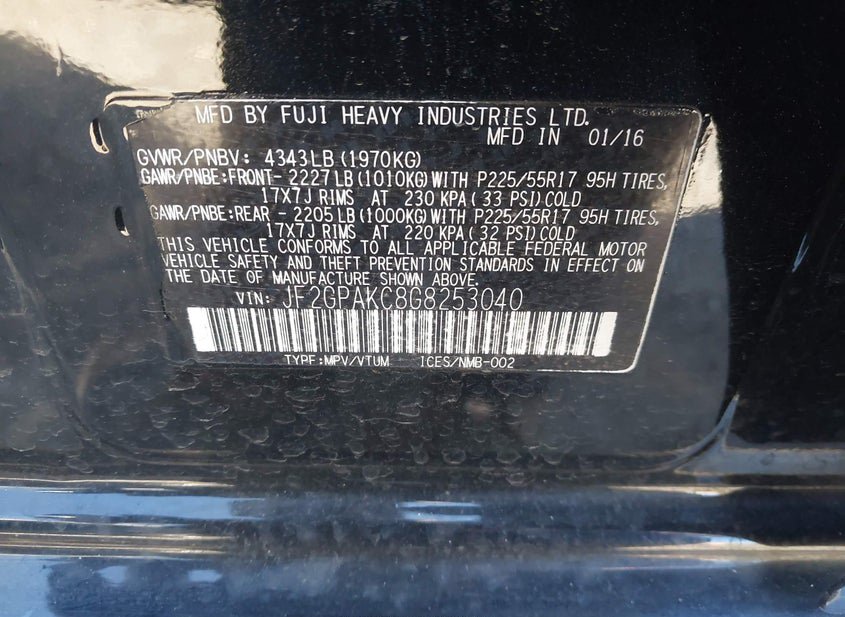 MFD BY FUJI HEAVY INDUSTRIES LTD.
MFD IN 01/16
GVWR/PNBV: 4343LB(1970KG)
GAWR/PNBE:FRONT-2227LB(1010KG)WITH P225/55R17 95H TIRES,
17X7J RIMS AT 230 KPA(33 PSI)COLD
GAWR/PNBE:REAR -2205LB(1000KG)WITH P225/55R17 95H TIRES,
17X7J RIMS AT 220 KPA(32 PSI)COLD
THIS VEHICLE CONFORMS TO ALL APPLICABLE FEDERAL MOTOR
VEHICLE SAFETY AND THEFT PREVENTION STANDARDS IN EFFECT ON
THE DATE OF MANUFACTURE SHOWN ABOVE.
VIN: JF2GPAKC8G8253040
TYPE:MPV/VTUM ICES/NMB-002